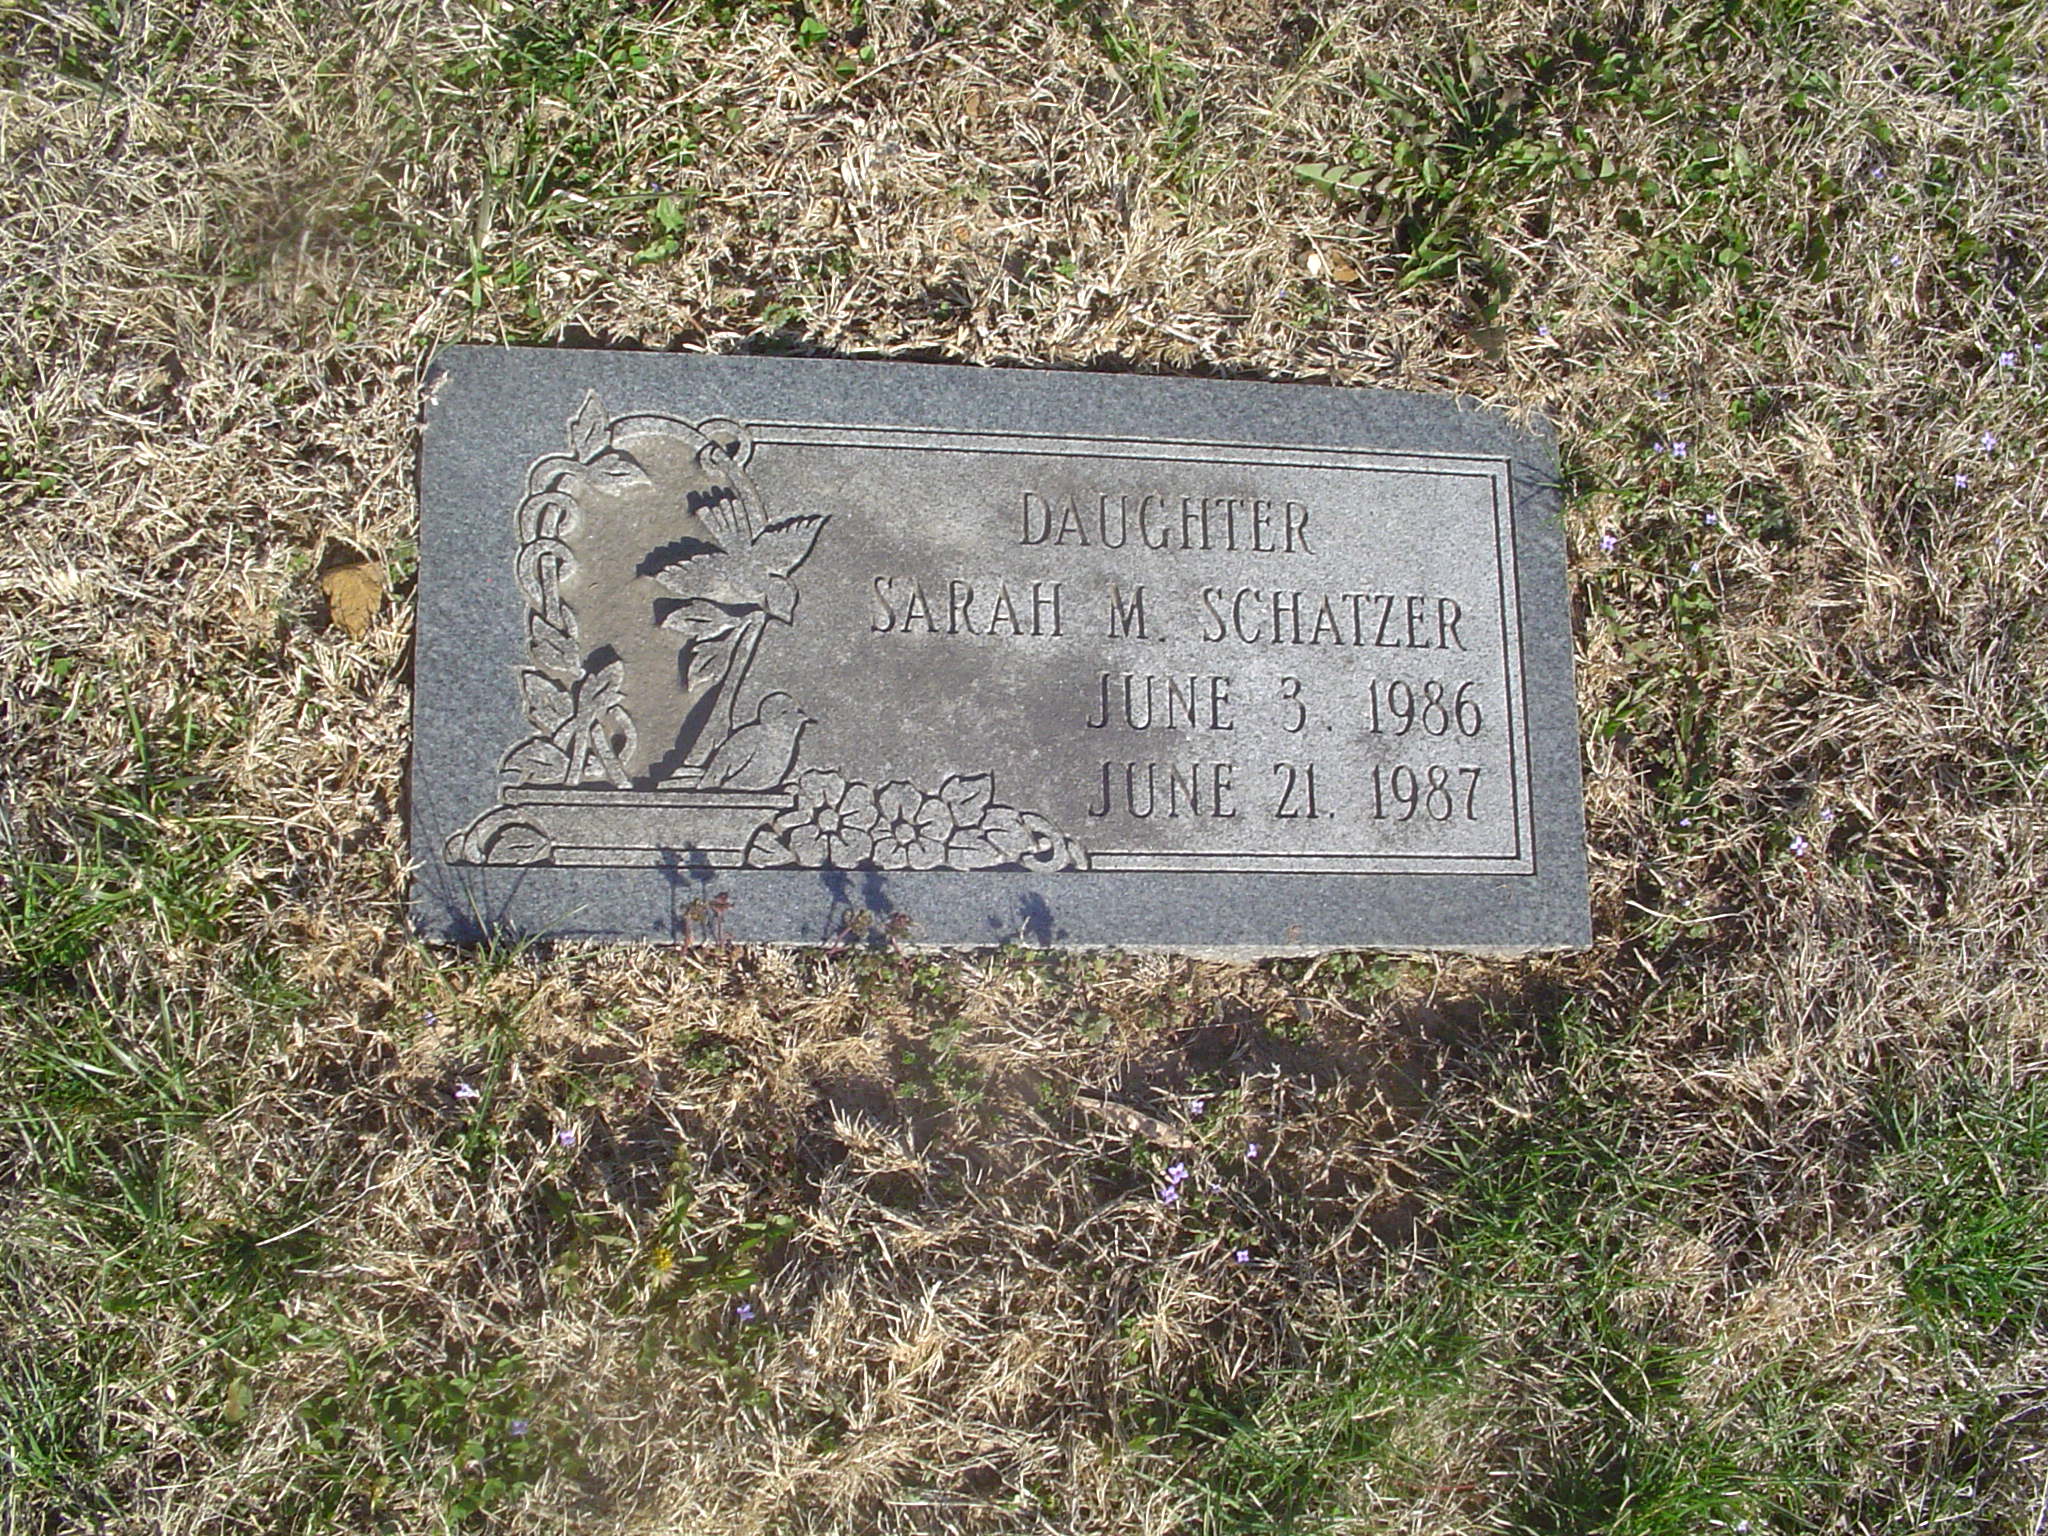 DAUGHTER
SARAH M. SCHATZER
JUNE 3, 1986
JUNE 21, 1987